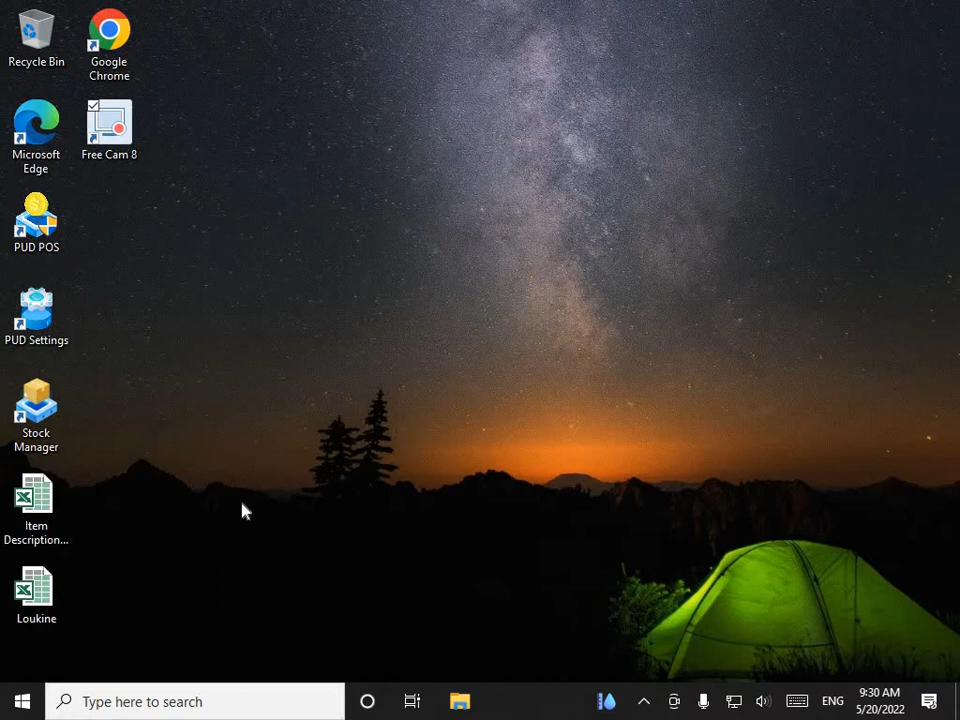 Recycle Bin
Google
Chrome
Microsoft
Edge
Free Cam 8
PUD POS
PUD Settings
Stock
Manager
Item
Description...
Loukine
Type here to search
ENG
9:30 AM
5/20/2022